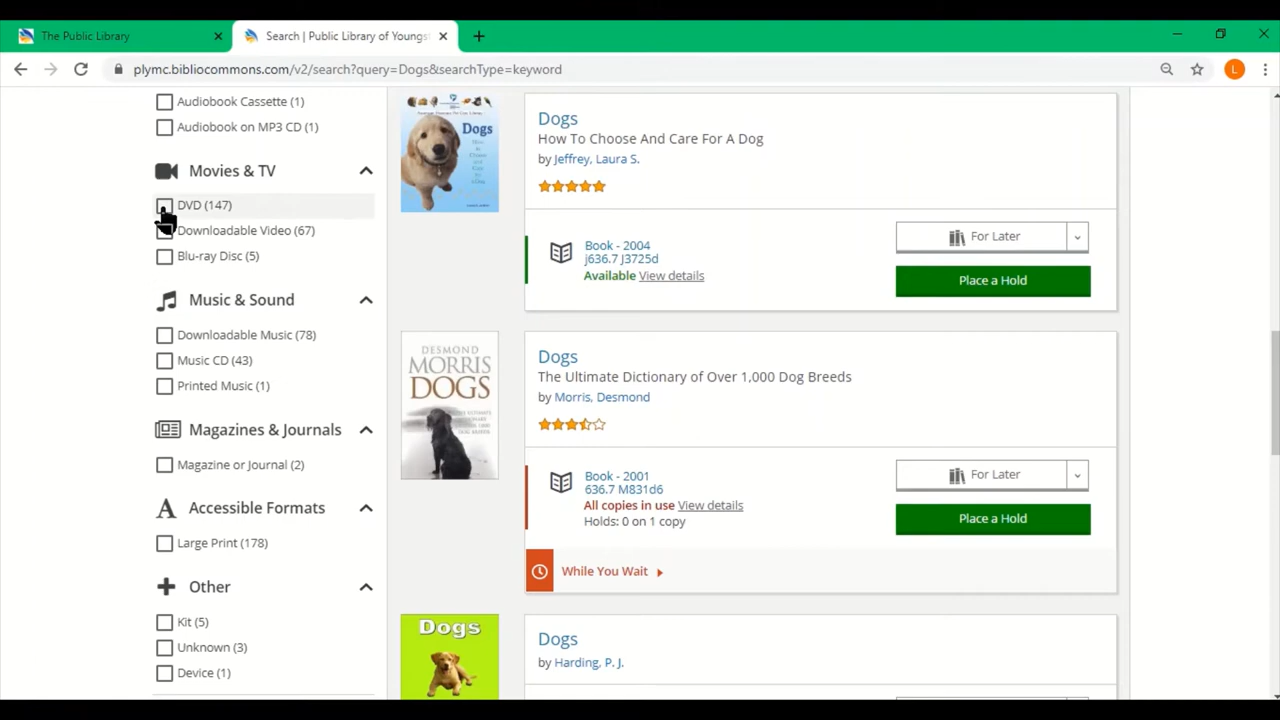 The Public Library
Search | Public Library of Youngs
plymc.bibliocommons.com/v2/search?query=Dogs&searchType=keyword
L
Audiobook Cassette (1)
Audiobook on MP3 CD (1)
Movies & TV
DVD (147)
Downloadable Video (67)
Blu-ray Disc (5)
Music & Sound
Downloadable Music (78)
Music CD (43)
Printed Music (1)
Magazines & Journals
Magazine or Journal (2)
Accessible Formats
Large Print (178)
Other
Kit (5)
Unknown (3)
Device (1)
Dogs
Dogs
How To Choose And Care For A Dog
by Jeffrey, Laura S.
Book - 2004
j636.7 J3725d
Available View details
For Later
Place a Hold
DESMOND
MORRIS
DOGS
Dogs
The Ultimate Dictionary of Over 1,000 Dog Breeds
by Morris, Desmond
Book - 2001
636.7 M831d6
All copies in use View details
Holds: 0 on 1 copy
For Later
Place a Hold
While You Wait
Dogs
Dogs
by Harding, P. J.